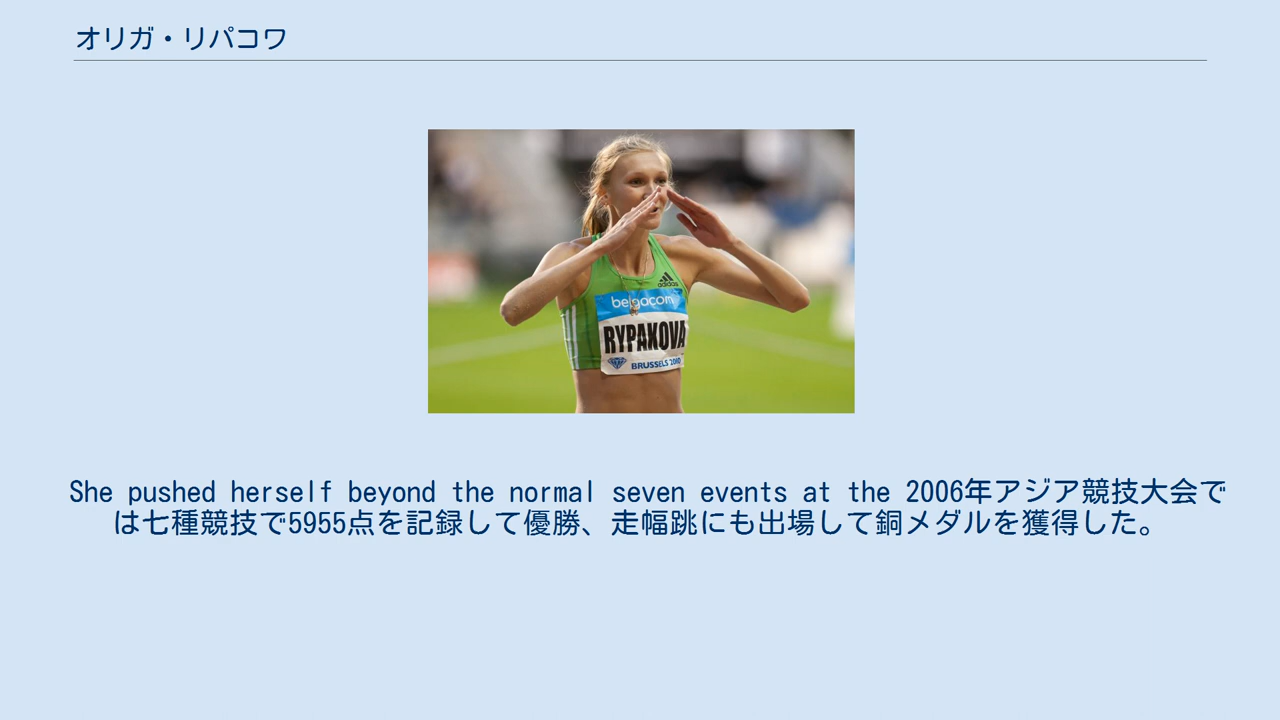 オリガ・リパコワ
adidas
belgacom
RYPAKOVA
BRUSSELS 2010
She pushed herself beyond the normal seven events at the 2006年アジア競技大会で
は七種競技で5955点を記録して優勝、走幅跳にも出場して銅メダルを獲得した。